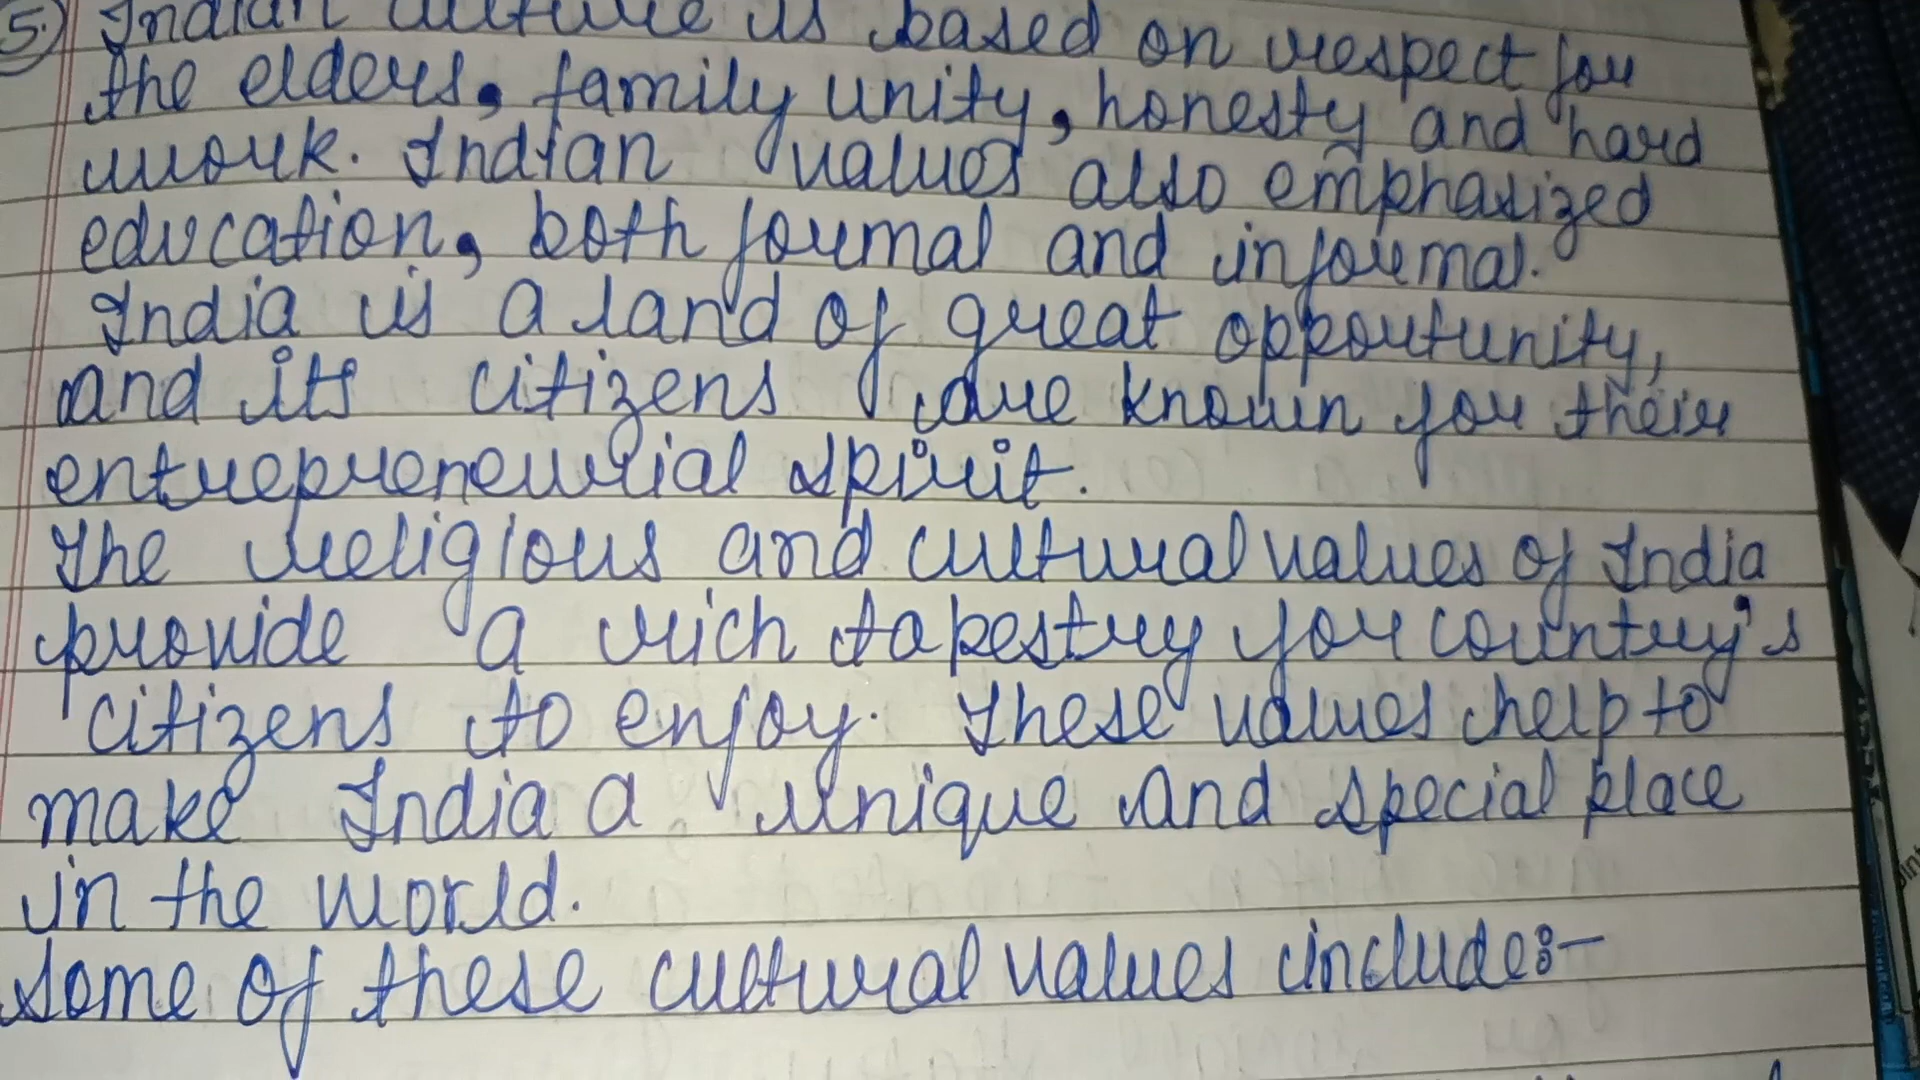 5. Indian culture is based on respect for
the elders, family unity, honesty and hard
work. Indian values also emphasized
education, both formal and informal.
India is a land of great opportunity,
and its citizens are known for their
entrepreneurial spirit.
The religious and cultural values of India
provide a rich tapestry for country's
citizens to enjoy. These values help to
make India a unique and special place
in the world.
Some of these cultural values include:-